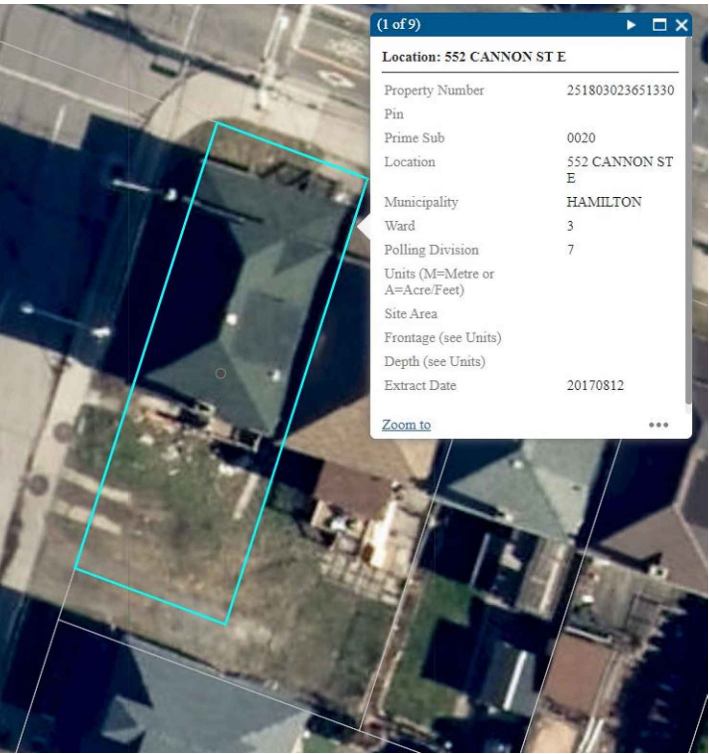 (1 of 9)
Location: 552 CANNON ST E
Property Number 251803023651330
Pin
Prime Sub 0020
Location 552 CANNON ST
E
Municipality HAMILTON
Ward 3
Polling Division 7
Units (M=Metre or
A=Acre/Feet)
Site Area
Frontage (see Units)
Depth (see Units)
Extract Date 20170812
Zoom to